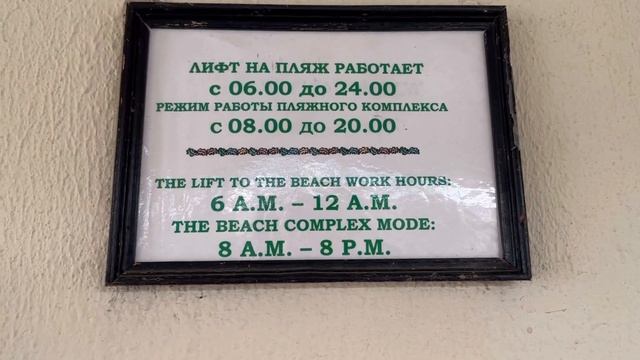 ЛИФТ НА ПЛЯЖ РАБОТАЕТ
с 06.00 до 24.00
РЕЖИМ РАБОТЫ ПЛЯЖНОГО КОМПЛЕКСА
с 08.00 до 20.00
THE LIFT TO THE BEACH WORK HOURS:
6 A.M. – 12 A.M.
THE BEACH COMPLEX MODE:
8 A.M. – 8 P.M.